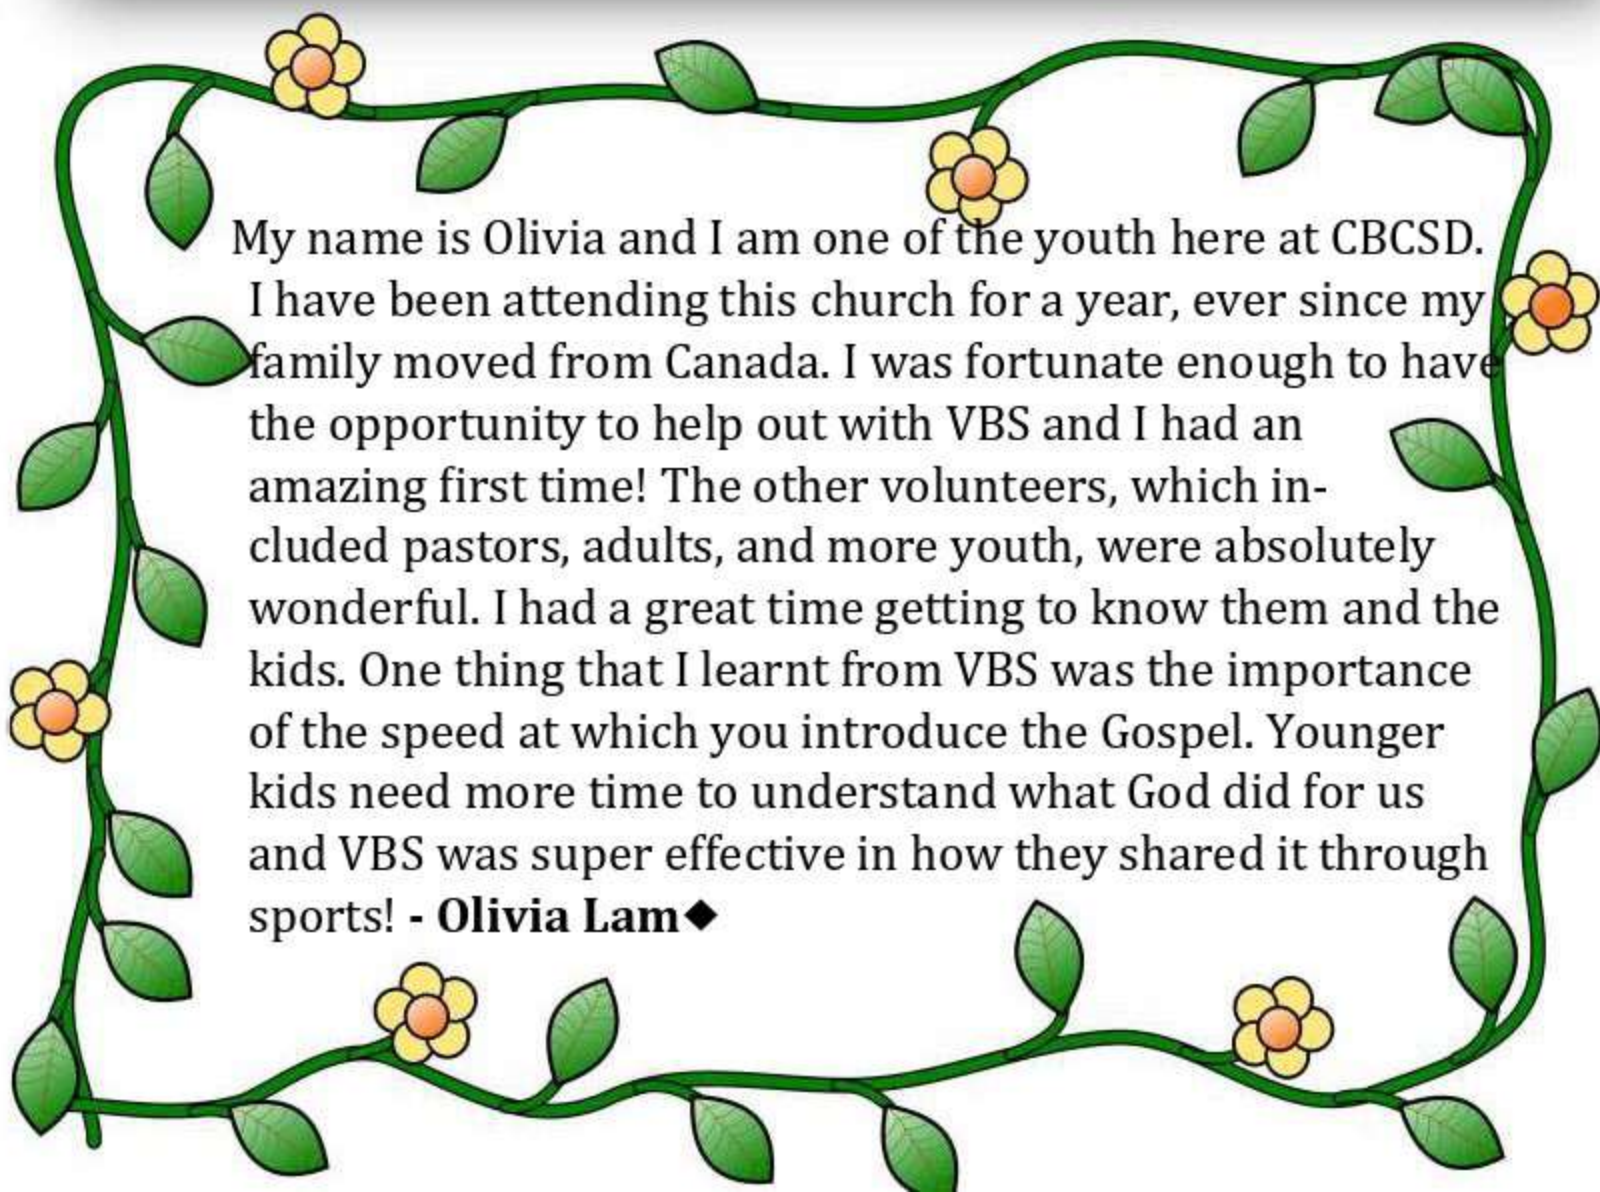 My name is Olivia and I am one of the youth here at CBCSD.
I have been attending this church for a year, ever since my
family moved from Canada. I was fortunate enough to have
the opportunity to help out with VBS and I had an
amazing first time! The other volunteers, which in-
cluded pastors, adults, and more youth, were absolutely
wonderful. I had a great time getting to know them and the
kids. One thing that I learnt from VBS was the importance
of the speed at which you introduce the Gospel. Younger
kids need more time to understand what God did for us
and VBS was super effective in how they shared it through
sports! - Olivia Lam◆